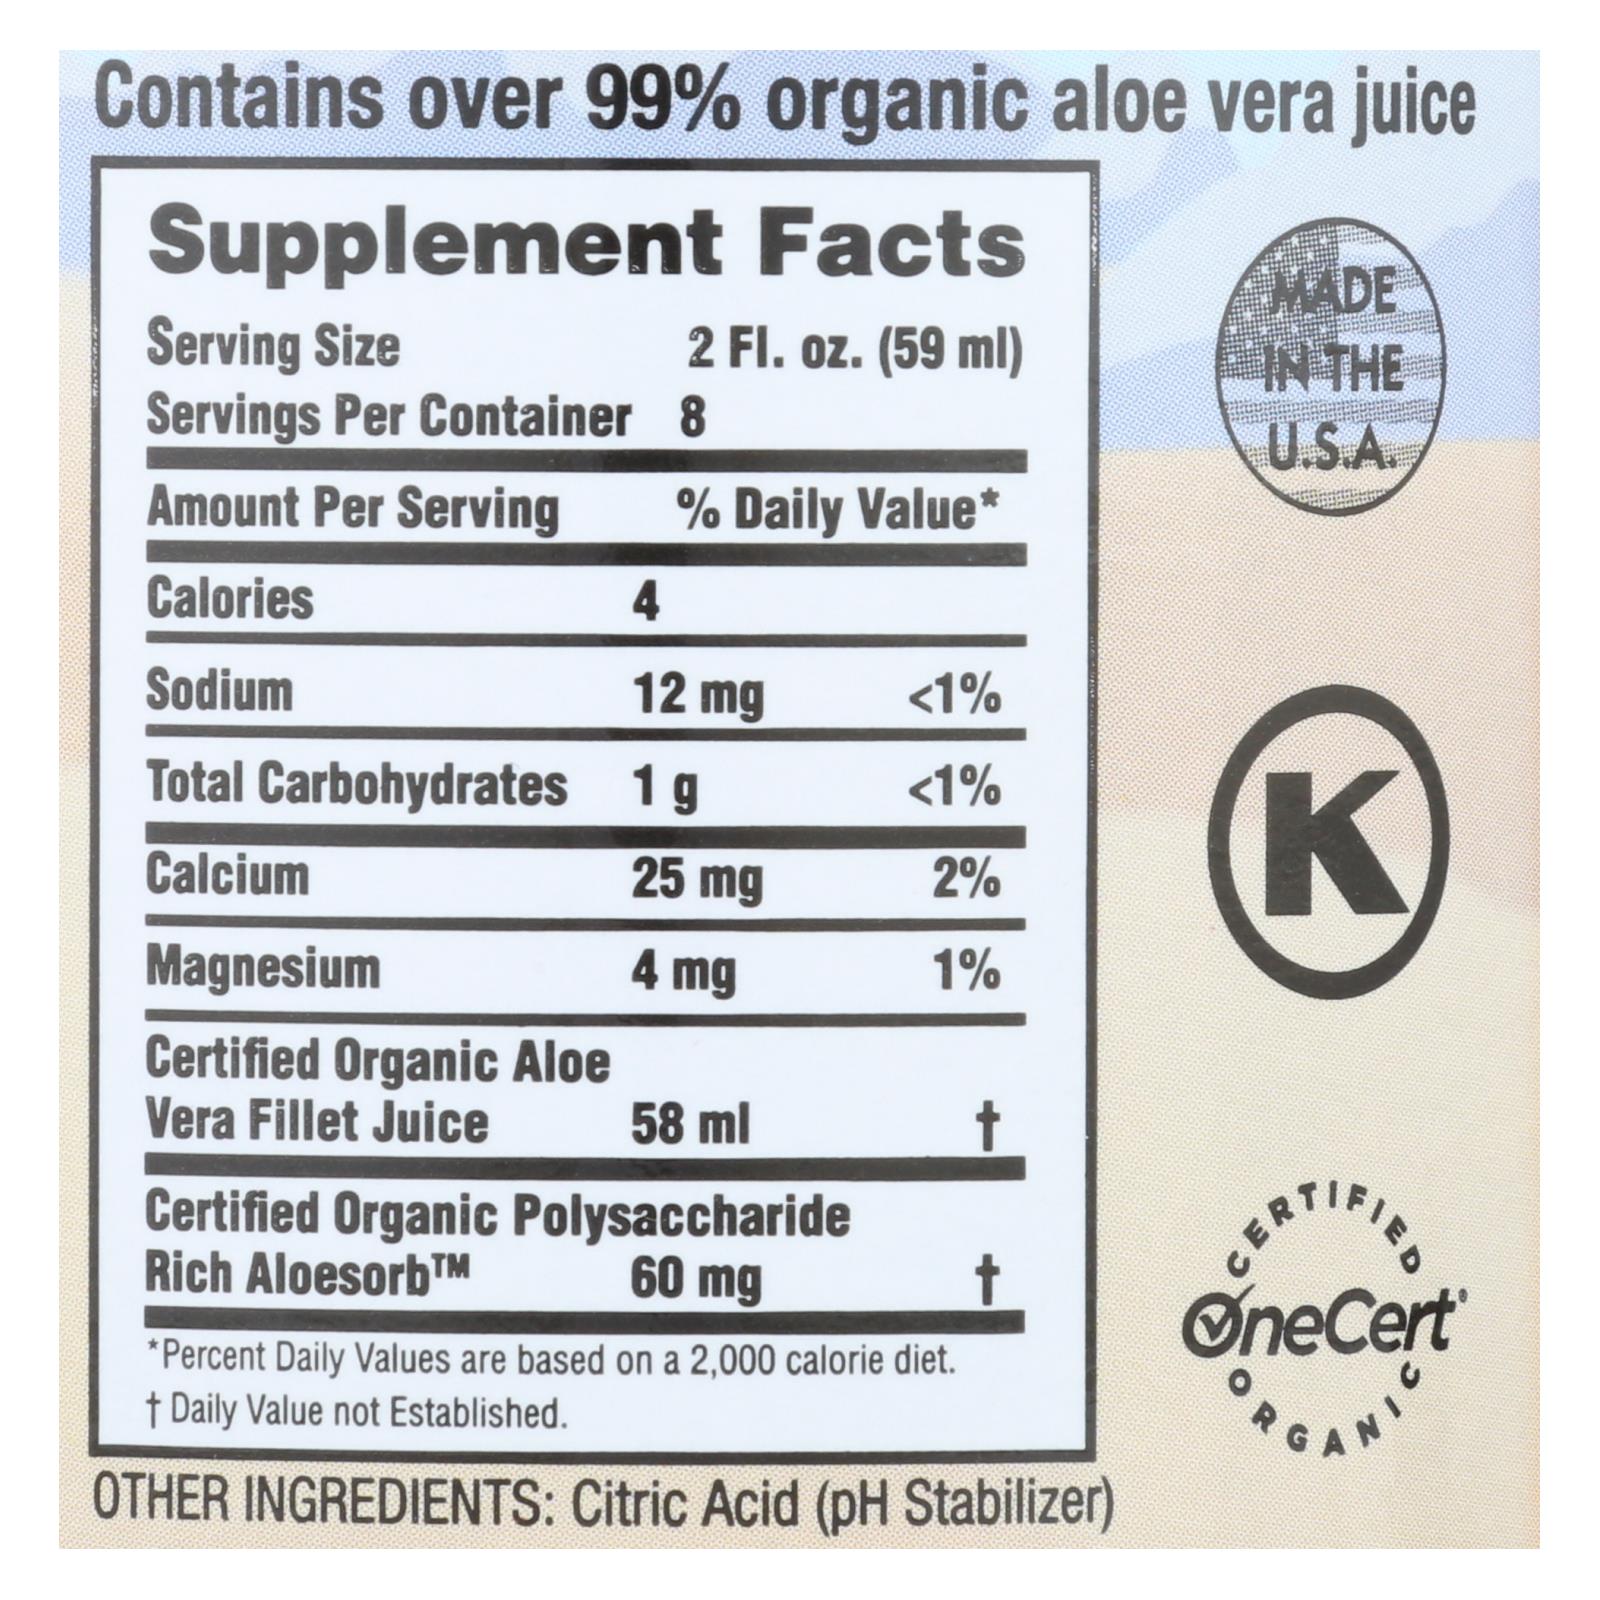 Contains over 99% organic aloe vera juice
Supplement Facts
Serving Size 2 Fl. oz. (59 ml)
Servings Per Container 8
Amount Per Serving % Daily Value*
Calories 4
Sodium 12 mg <1%
Total Carbohydrates 1 g <1%
Calcium 25 mg 2%
Magnesium 4 mg 1%
Certified Organic Aloe
Vera Fillet Juice 58 ml †
Certified Organic Polysaccharide
Rich Aloesorb™ 60 mg †
*Percent Daily Values are based on a 2,000 calorie diet.
† Daily Value not Established.
OTHER INGREDIENTS: Citric Acid (pH Stabilizer)
MADE
IN THE
U.S.A.
K
CERTIFIED
OneCert®
ORGANIC